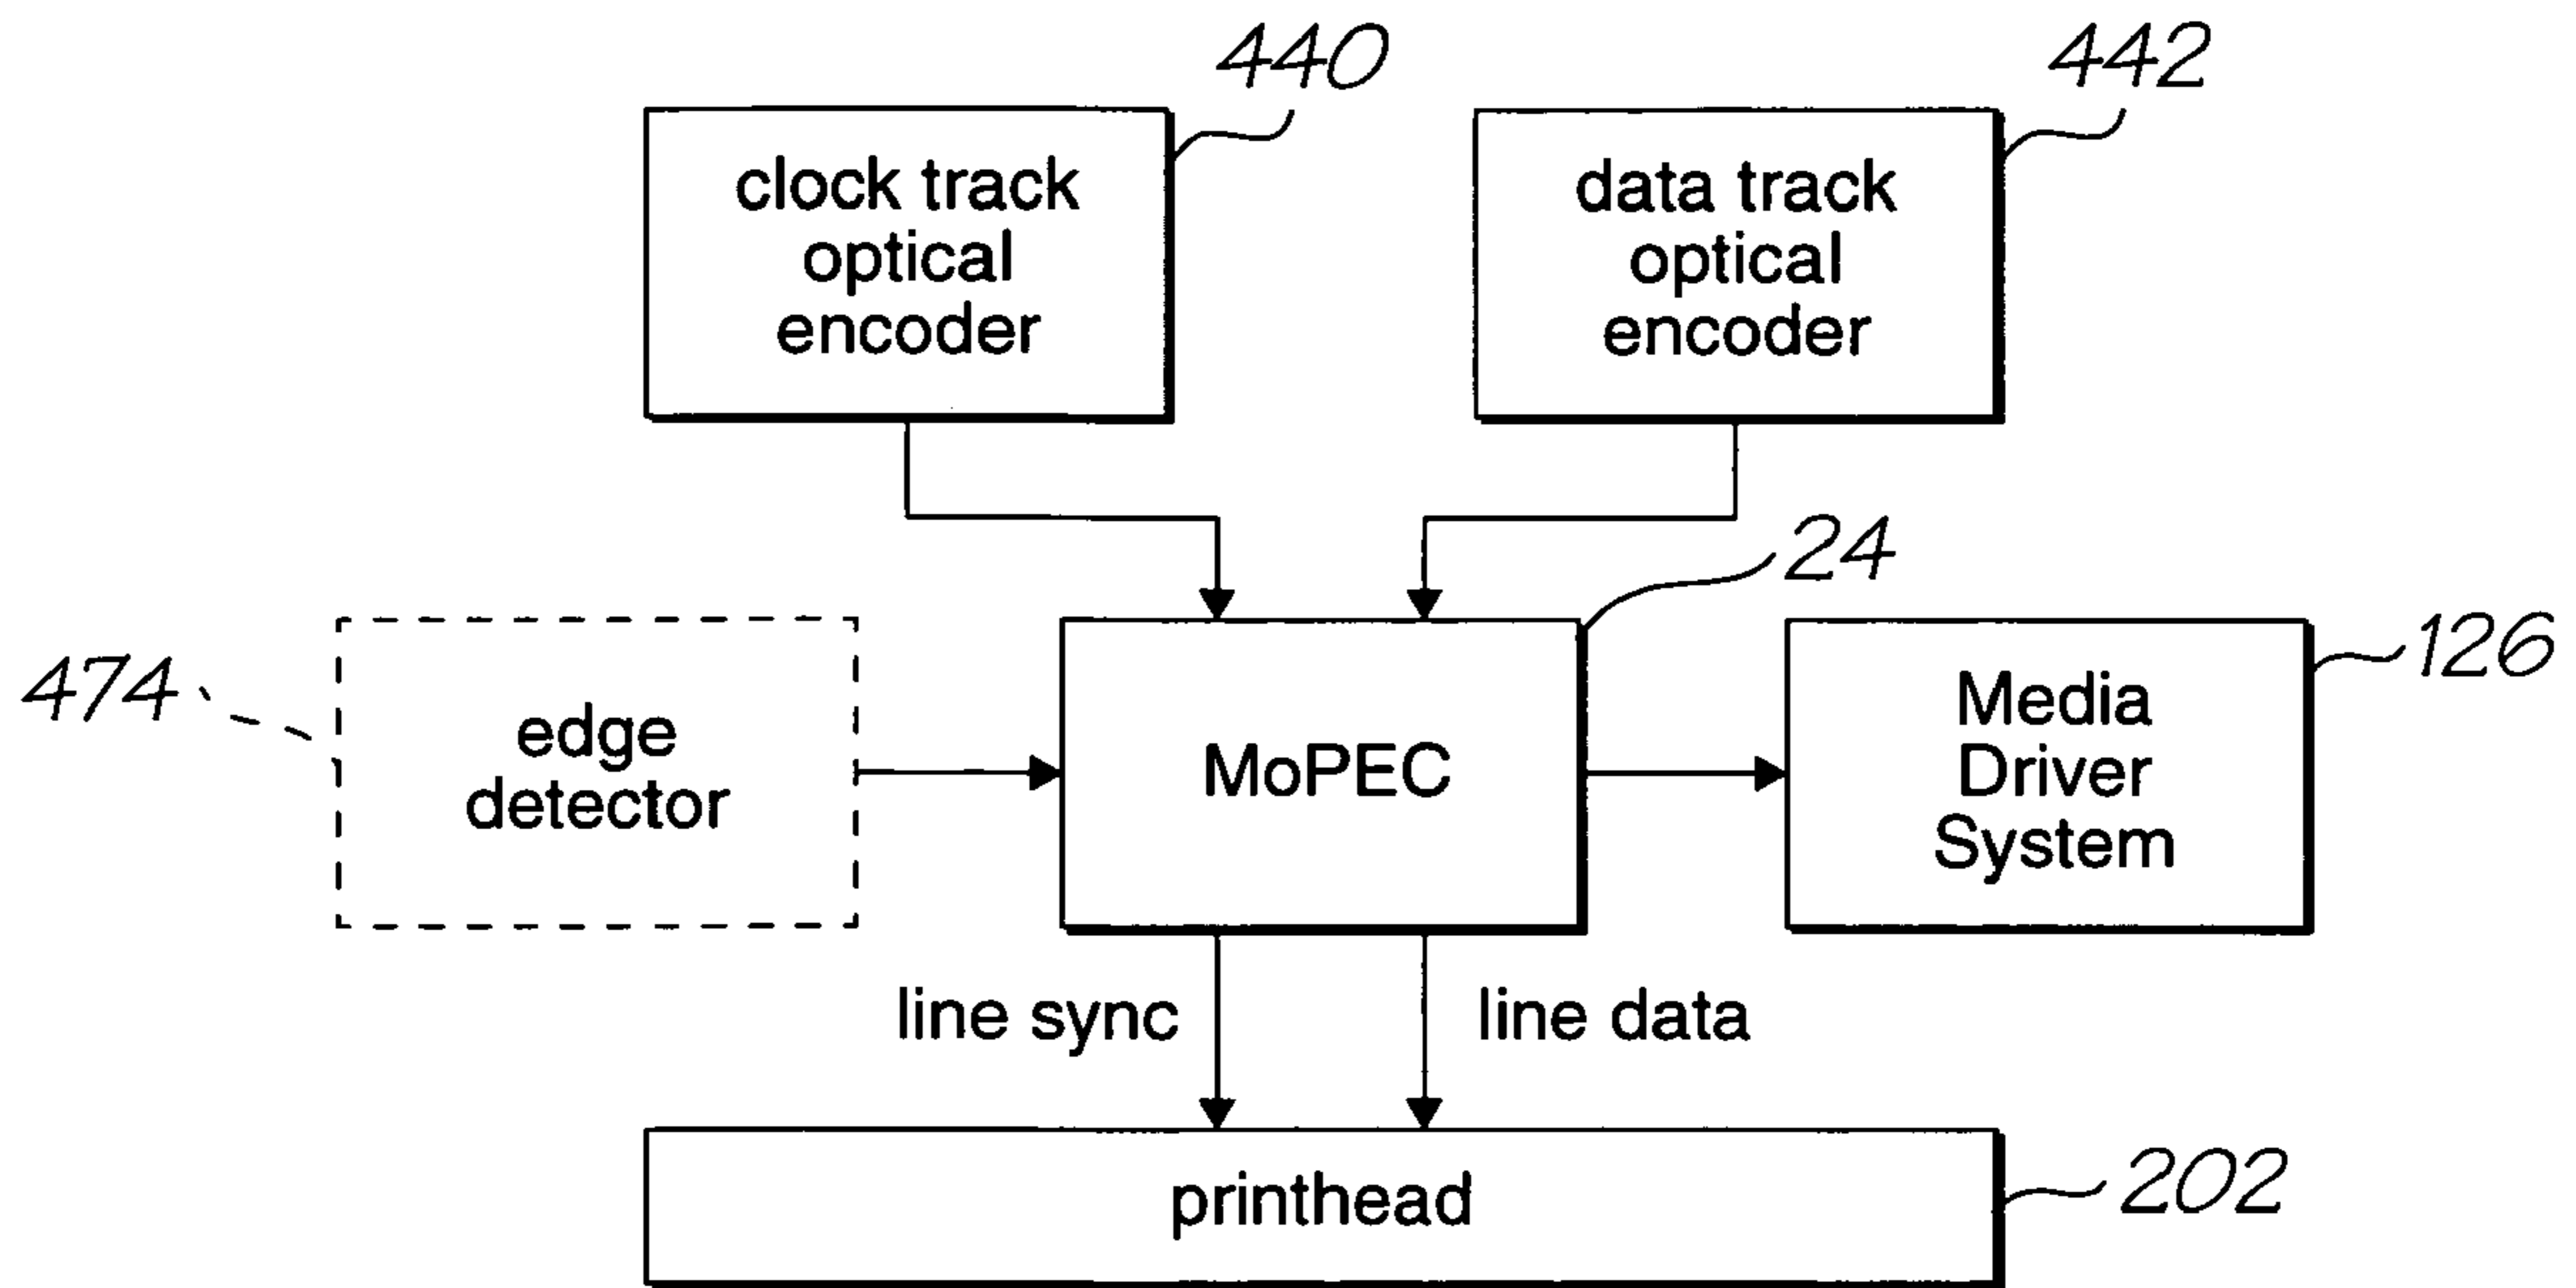 440
442
clock track
optical
encoder
data track
optical
encoder
24
126
474
edge
detector
MoPEC
Media
Driver
System
line sync
line data
printhead
202